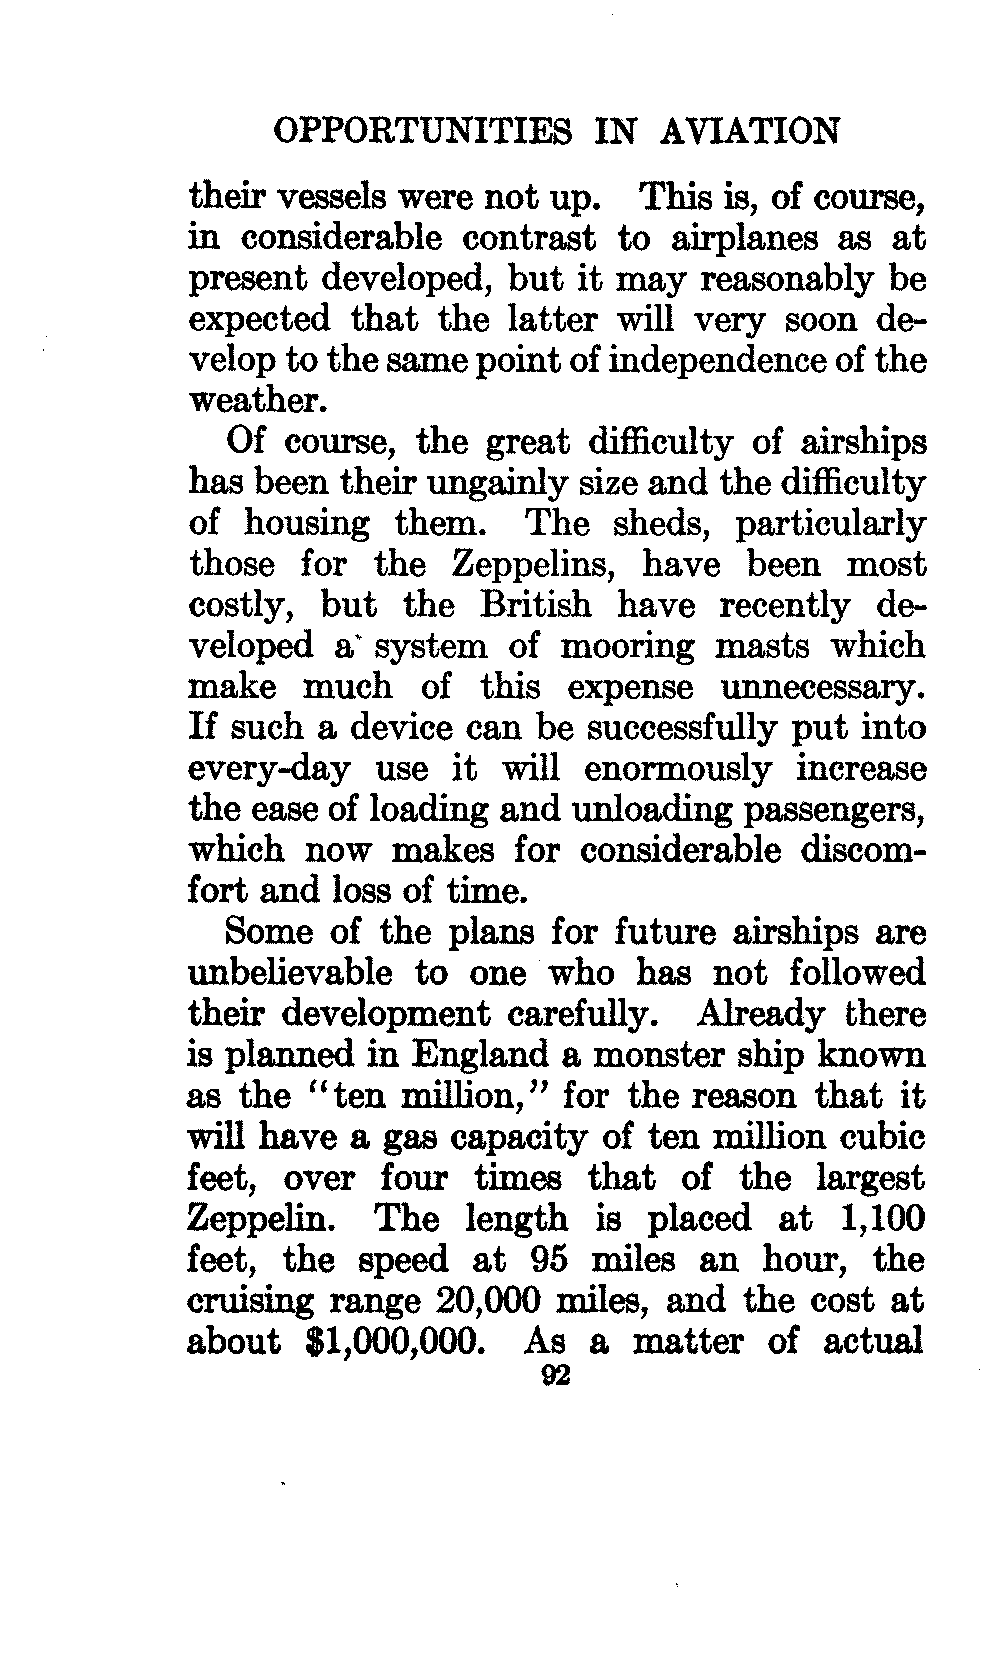 OPPORTUNITIES IN AVIATION
their vessels were not up. This is, of course,
in considerable contrast to airplanes as at
present developed, but it may reasonably be
expected that the latter will very soon de-
velop to the same point of independence of the
weather.
Of course, the great difficulty of airships
has been their ungainly size and the difficulty
of housing them. The sheds, particularly
those for the Zeppelins, have been most
costly, but the British have recently de-
veloped a system of mooring masts which
make much of this expense unnecessary.
If such a device can be successfully put into
every-day use it will enormously increase
the ease of loading and unloading passengers,
which now makes for considerable discom-
fort and loss of time.
Some of the plans for future airships are
unbelievable to one who has not followed
their development carefully. Already there
is planned in England a monster ship known
as the "ten million," for the reason that it
will have a gas capacity of ten million cubic
feet, over four times that of the largest
Zeppelin. The length is placed at 1,100
feet, the speed at 95 miles an hour, the
cruising range 20,000 miles, and the cost at
about $1,000,000. As a matter of actual
92